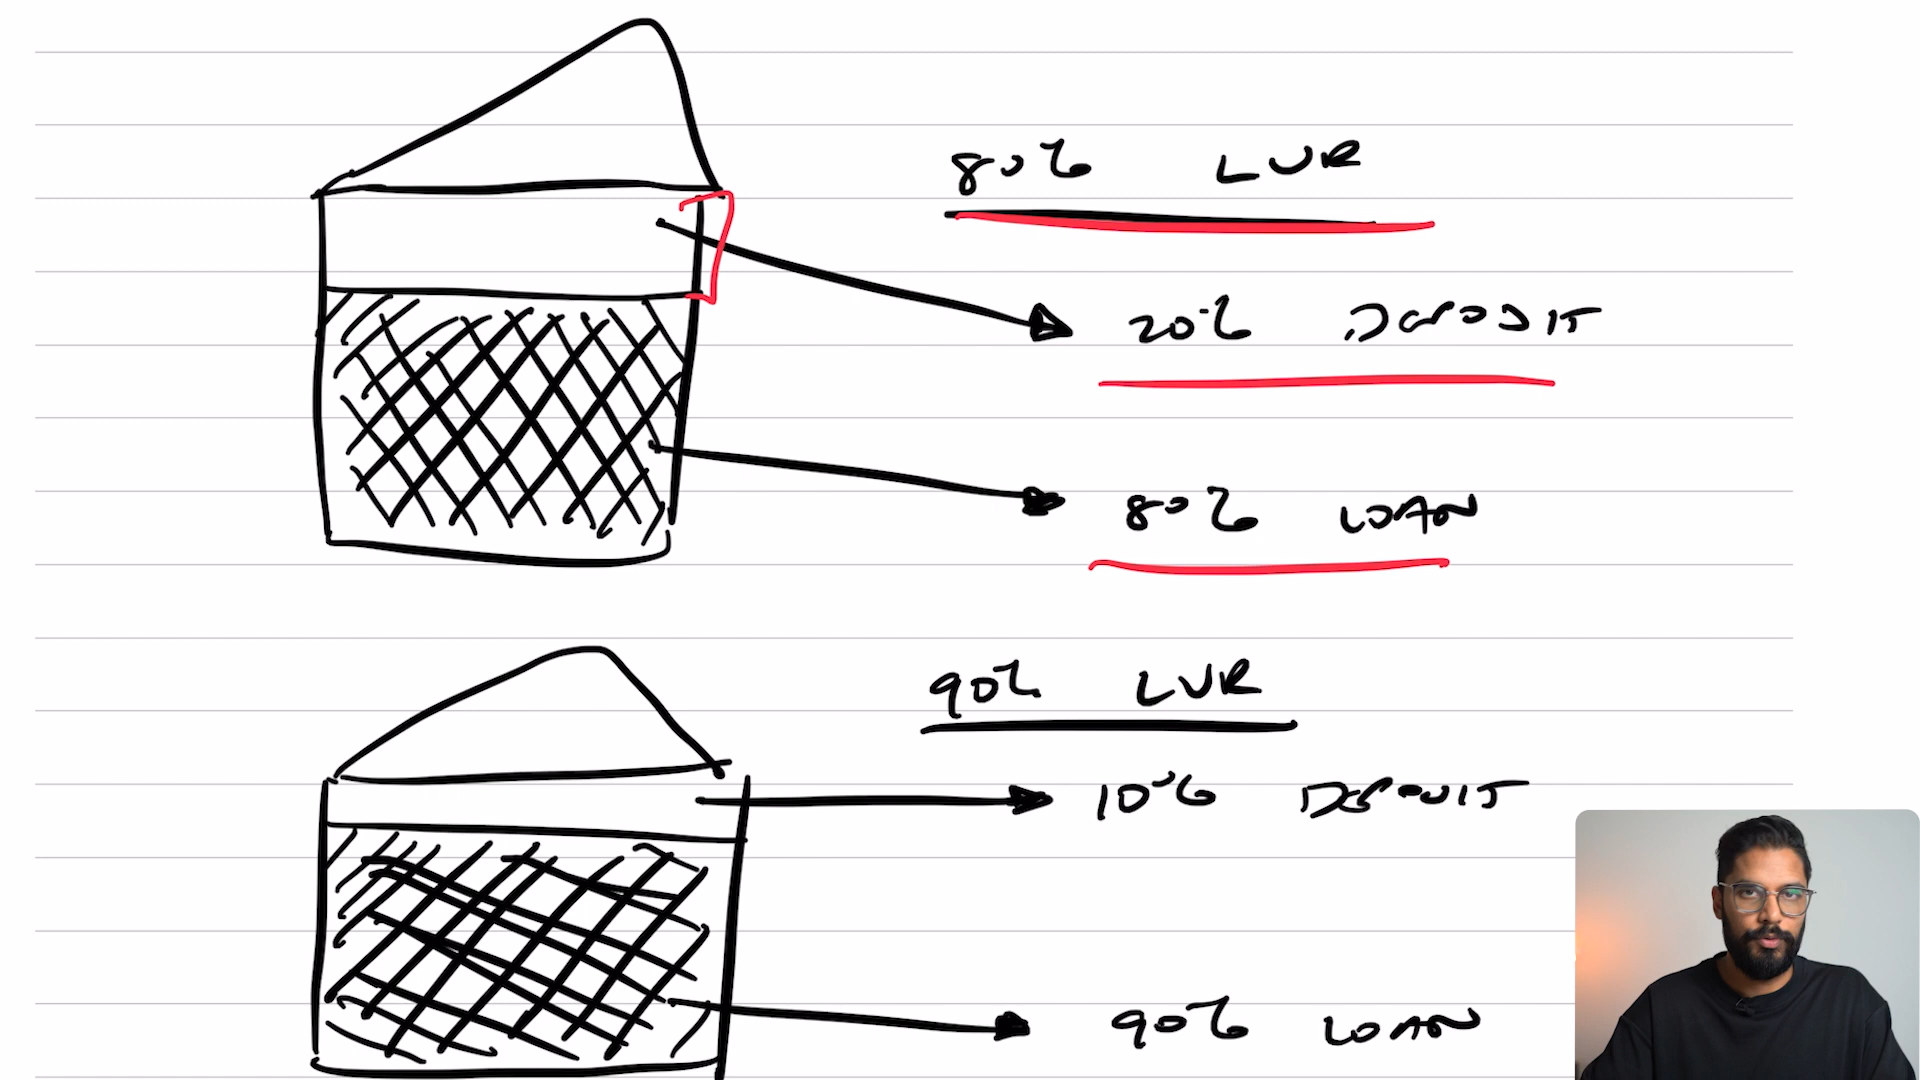 80% LVR
20% DEPOSIT
80% LOAN
90% LVR
10% DEPOSIT
90% LOAN